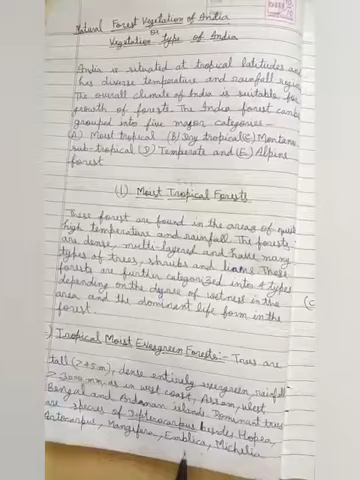 Natural Forest Vegetation of India
or
Vegetation Type of India
India is situated at tropical latitudes and
has diverse temperature and rainfall region
The overall climate of India is suitable for
growth of forests. The India forest can be
grouped into five major categories-
(A) Moist tropical (B) Dry tropical (C) Montane
sub-tropical (D) Temperate and (E) Alpine
forest
(1) Moist Tropical Forests
These forest are found in the areas of
high temperature and rainfall. The forests
are dense, multi-layered and have many
types of trees, shrubs and lians. These
forests are further categorized into 4 types
depending on the degree of wetness in the
area and the dominant life form in the
forest.
) Tropical Moist Evergreen Forests:- Trees are
tall (>45m), dense entirely evergreen, rainfall
> 3000mm, as in west coast, Assam, West
Bengal and Andaman islands. Dominant trees
are species of Dipterocarpus besides Hopea,
Artocarpus, Mangifera, Emblica, Michelia
(c